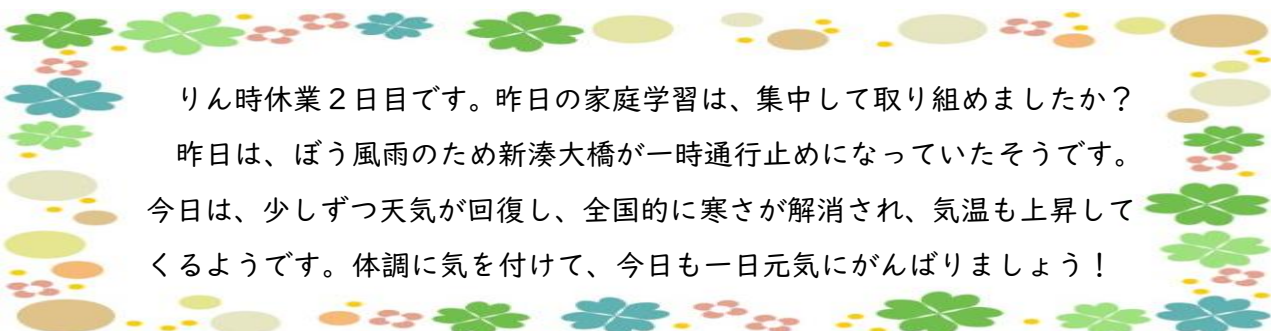 りん時休業２日目です。昨日の家庭学習は、集中して取り組めましたか？
昨日は、ぼう風雨のため新湊大橋が一時通行止めになっていたそうです。
今日は、少しずつ天気が回復し、全国的に寒さが解消され、気温も上昇して
くるようです。体調に気を付けて、今日も一日元気にがんばりましょう！